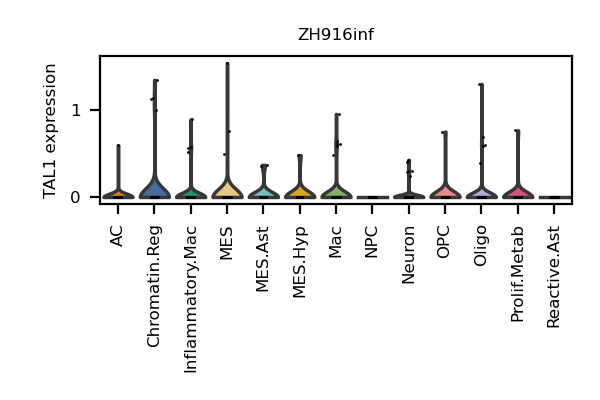 ZH916inf
TAL1 expression
1
0
AC
Chromatin.Reg
Inflammatory.Mac
MES
MES.Ast
MES.Hyp
Mac
NPC
Neuron
OPC
Oligo
Prolif.Metab
Reactive.Ast